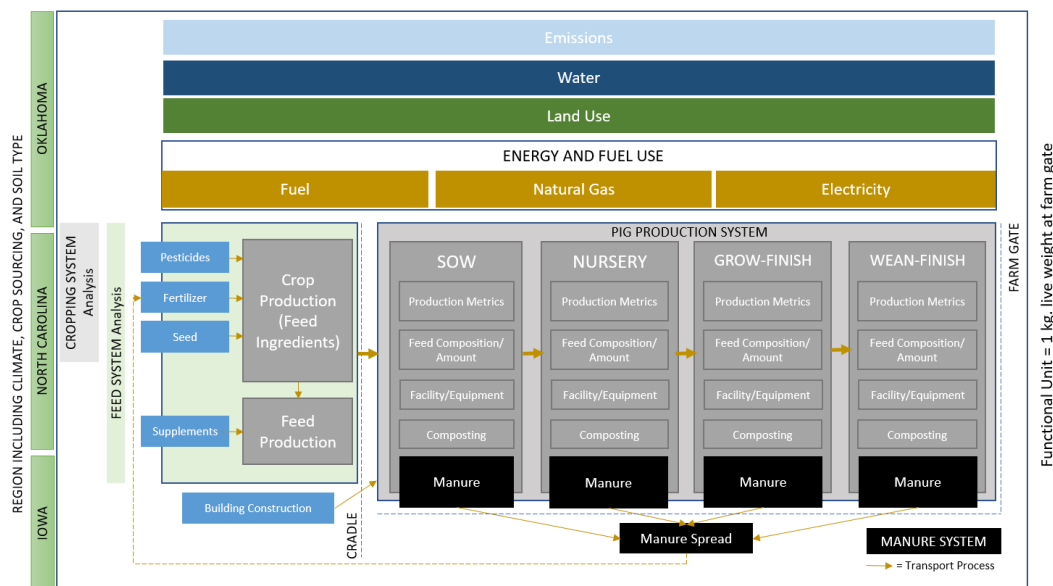 Emissions
Water
Land Use
ENERGY AND FUEL USE
Fuel
Natural Gas
Electricity
REGION INCLUDING CLIMATE, CROP SOURCING, AND SOIL TYPE
OKLAHOMA
NORTH CAROLINA
IOWA
CROPPING SYSTEM
Analysis
FEED SYSTEM Analysis
Pesticides
Fertilizer
Seed
Supplements
Crop
Production
(Feed
Ingredients)
Feed
Production
Building Construction
CRADLE
PIG PRODUCTION SYSTEM
SOW
Production Metrics
Feed Composition/
Amount
Facility/Equipment
Composting
Manure
NURSERY
Production Metrics
Feed Composition/
Amount
Facility/Equipment
Composting
Manure
GROW-FINISH
Production Metrics
Feed Composition/
Amount
Facility/Equipment
Composting
Manure
WEAN-FINISH
Production Metrics
Feed Composition/
Amount
Facility/Equipment
Composting
Manure
FARM GATE
Manure Spread
MANURE SYSTEM
= Transport Process
Functional Unit = 1 kg, live weight at farm gate